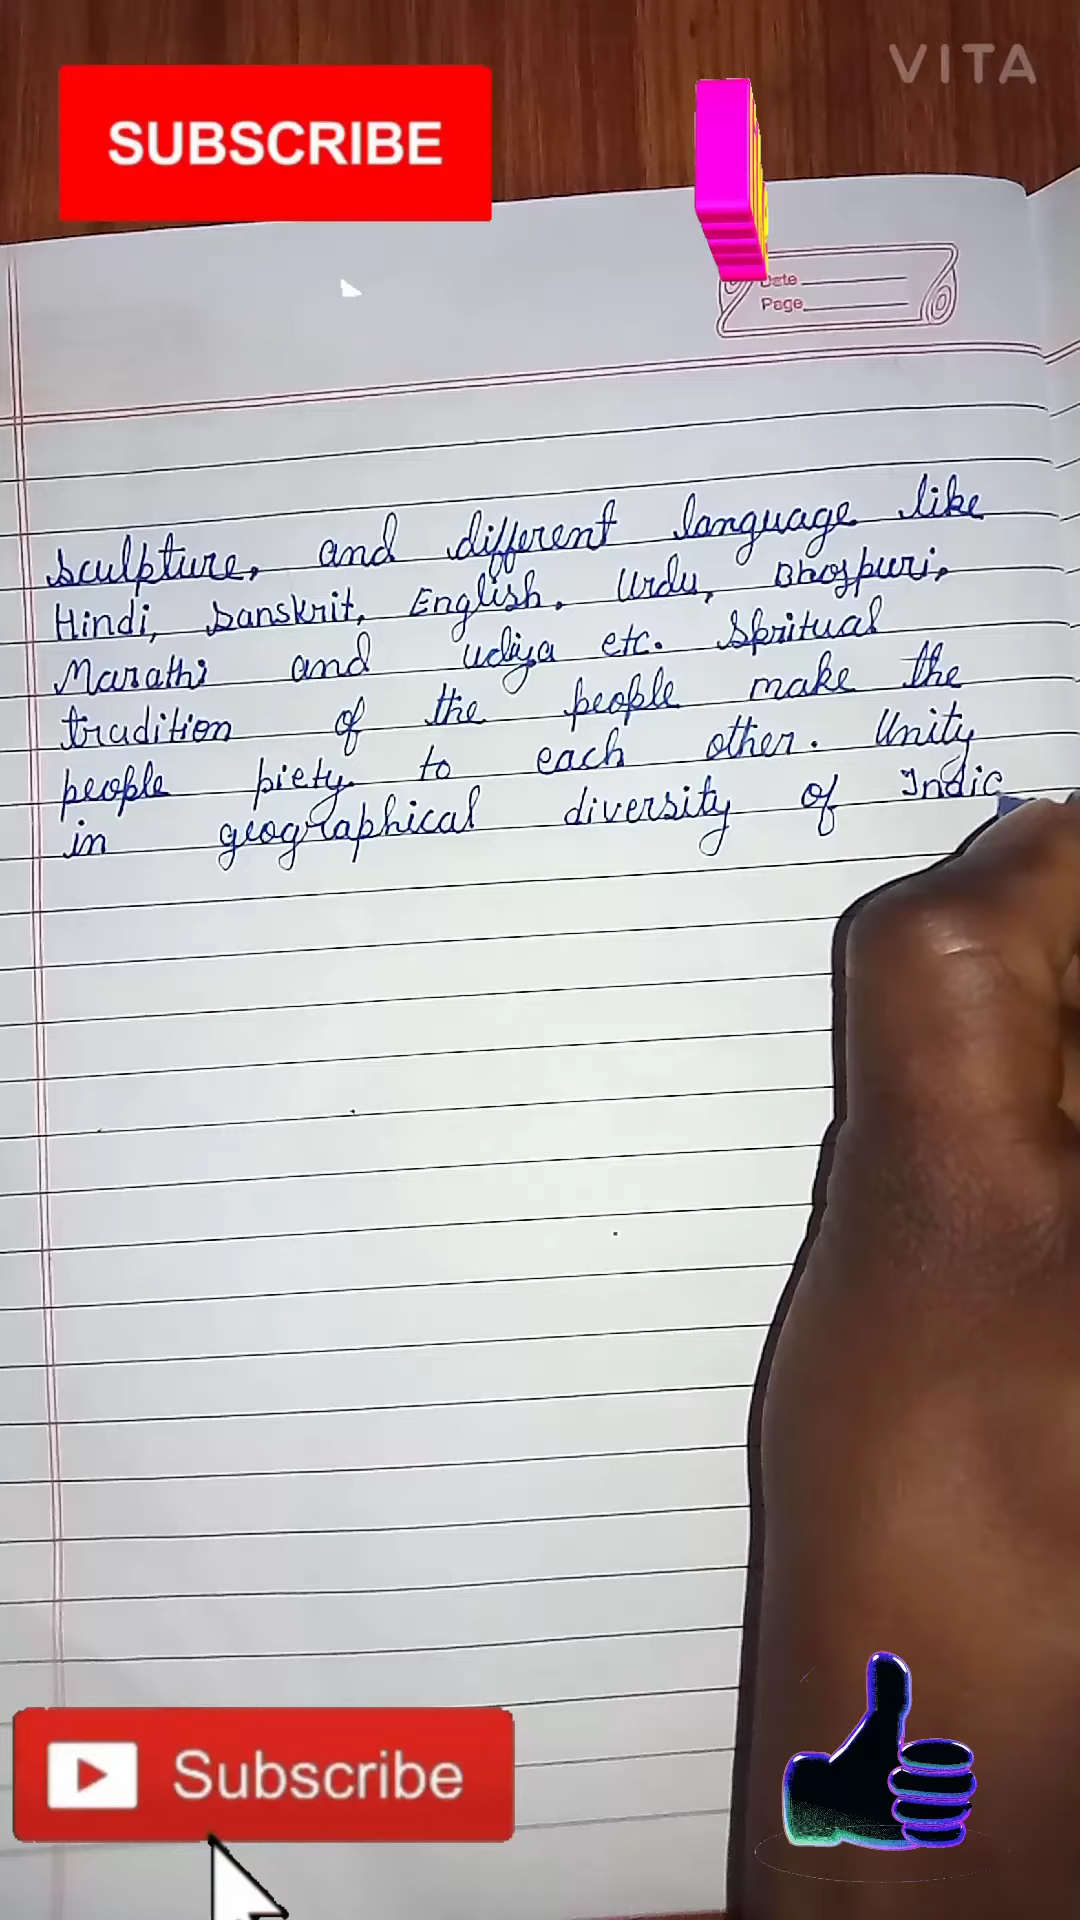 VITA
SUBSCRIBE
Date
Page
sculpture, and different language like
Hindi, Sanskrit, English, Urdu, Bhojpuri,
Marathi and udiya etc. Spritual
tradition of the people make the
people piety to each other. Unity
in geographical diversity of Indic
Subscribe